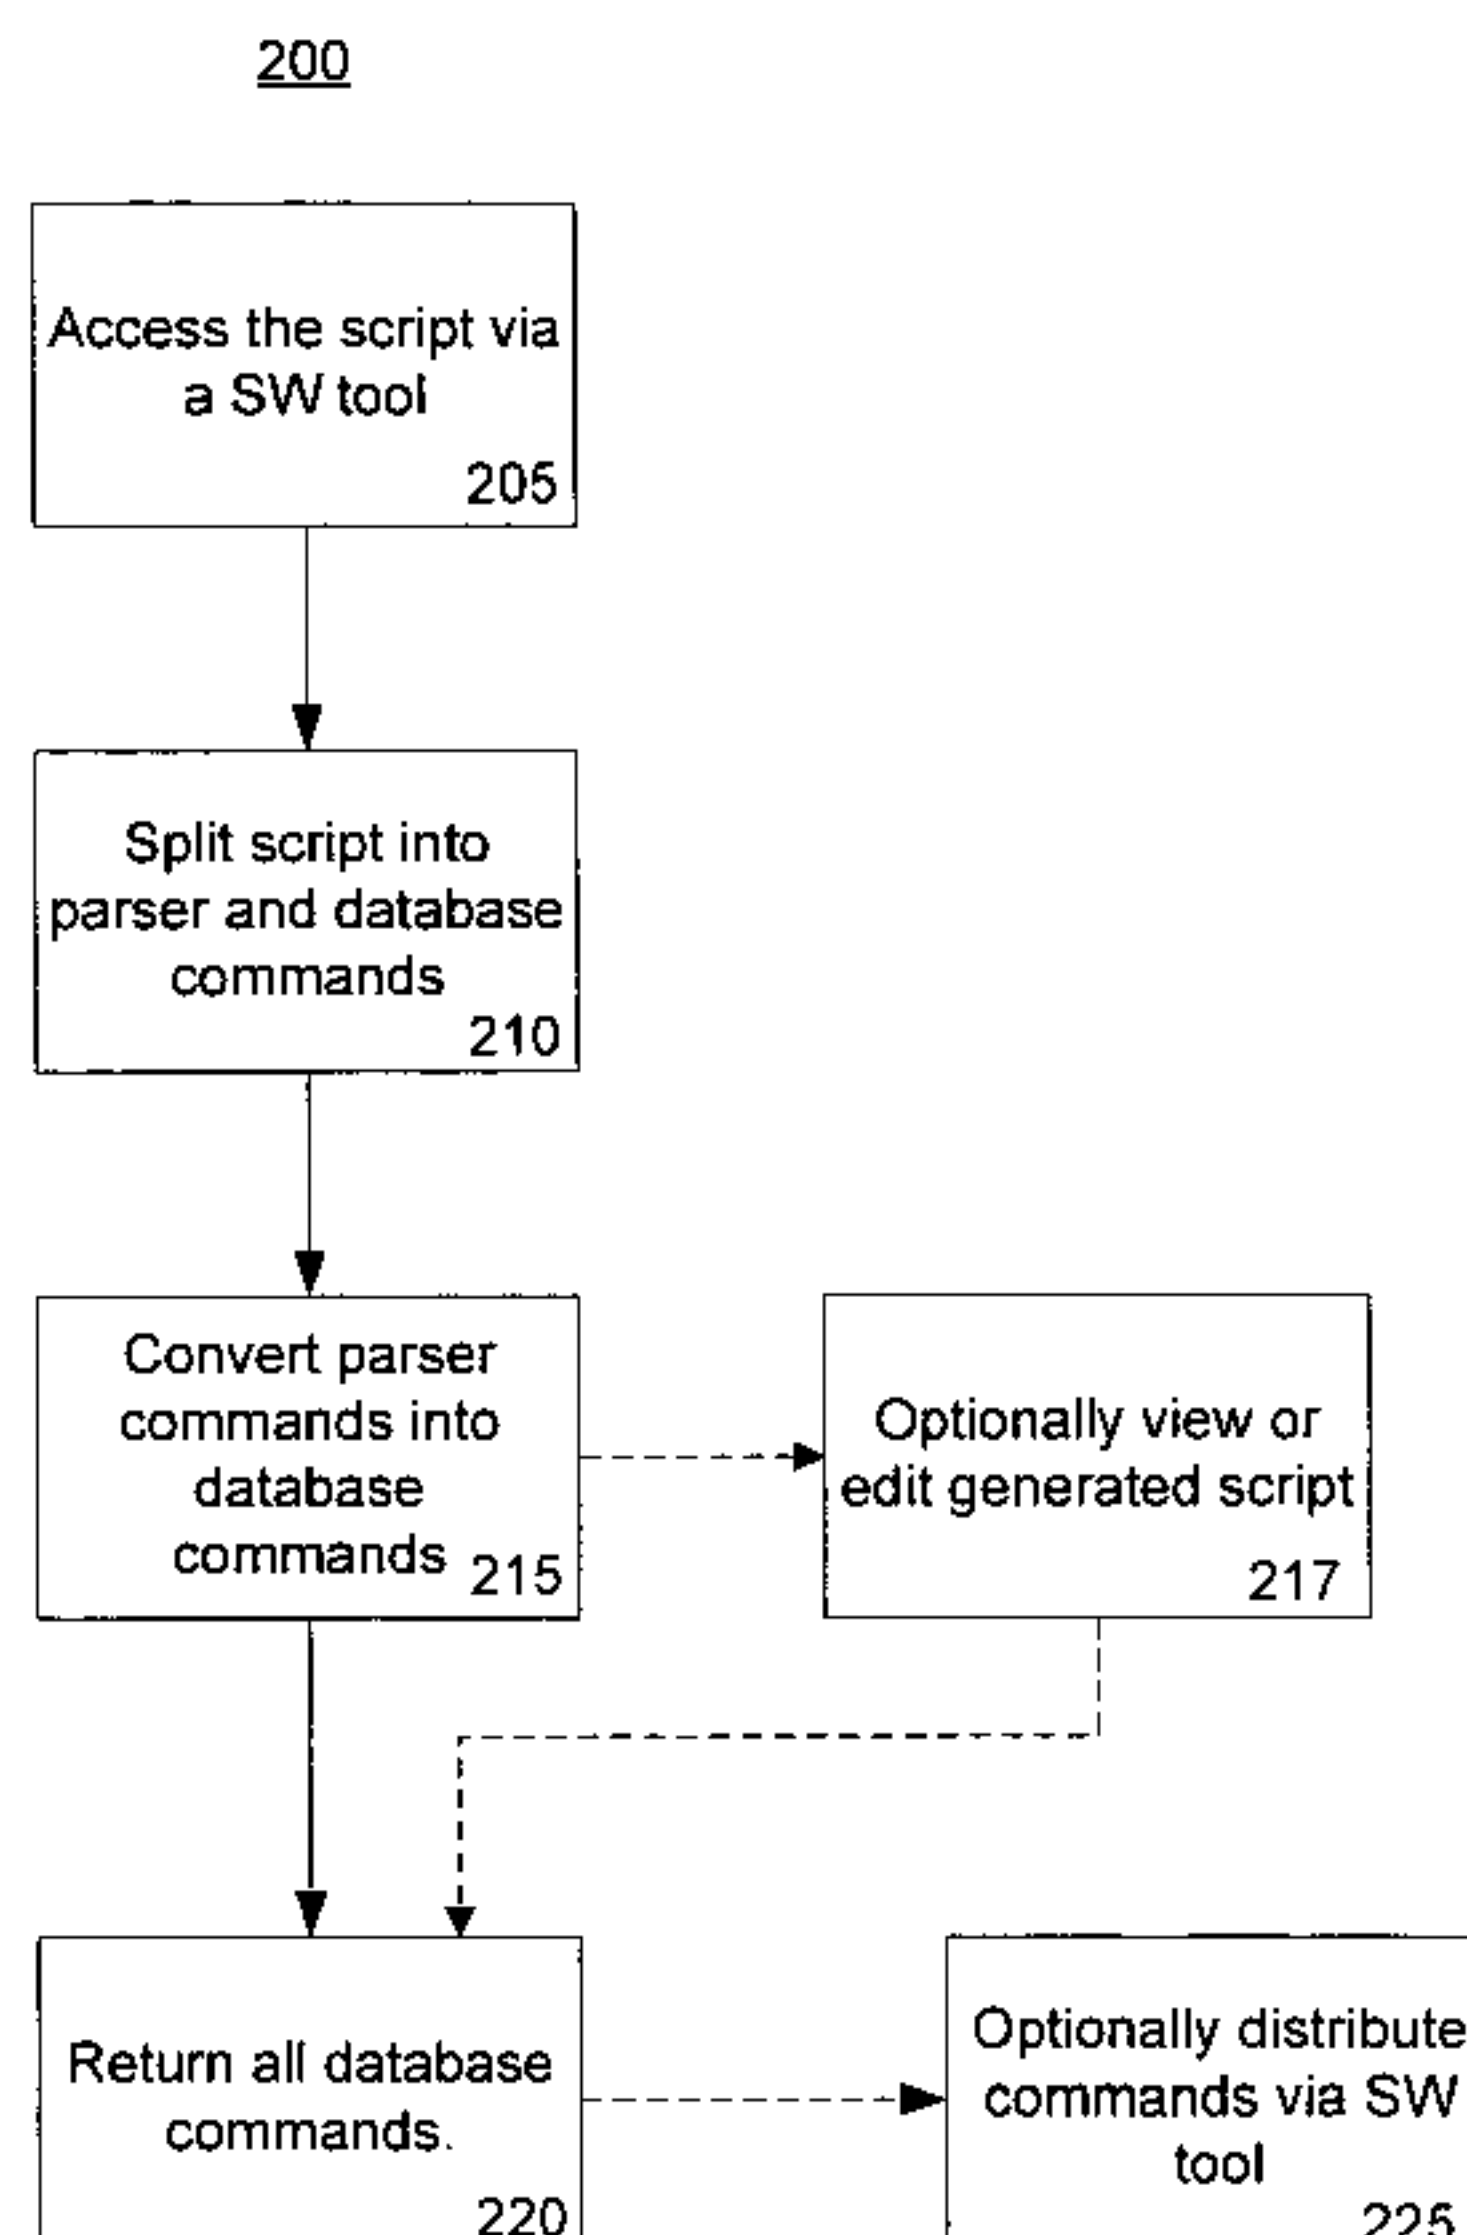 200
Access the script via
a SW tool
205
Split script into
parser and database
commands
210
Convert parser
commands into
database
commands
215
Optionally view or
edit generated script
217
Return all database
commands.
220
Optionally distribute
commands via SW
tool
225